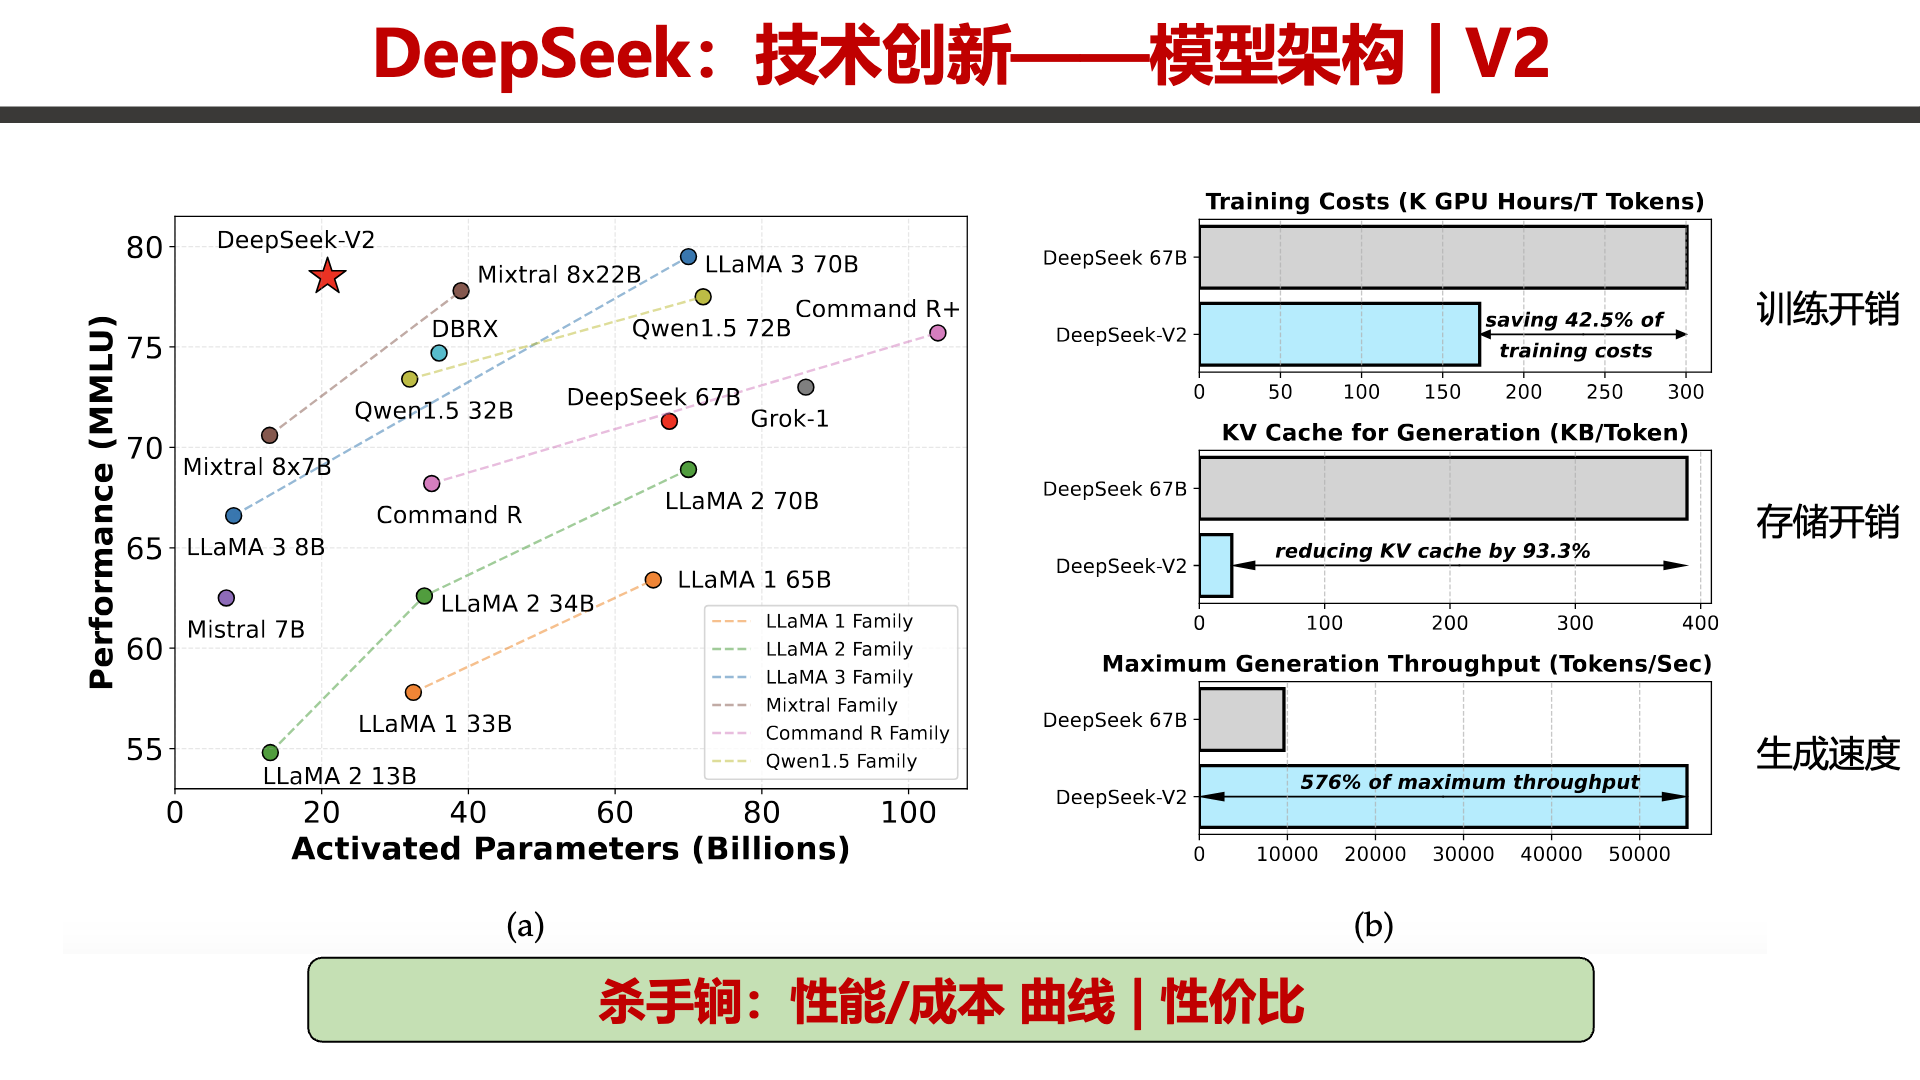 DeepSeek：技术创新——模型架构 | V2
80
75
70
65
60
55
0
20
40
60
80
100
Performance (MMLU)
Activated Parameters (Billions)
DeepSeek-V2
Mixtral 8x22B
LLaMA 3 70B
Command R+
DBRX
Qwen1.5 72B
Qwen1.5 32B
DeepSeek 67B
Grok-1
Mixtral 8x7B
Command R
LLaMA 2 70B
LLaMA 3 8B
LLaMA 1 65B
LLaMA 2 34B
Mistral 7B
LLaMA 1 33B
LLaMA 2 13B
LLaMA 1 Family
LLaMA 2 Family
LLaMA 3 Family
Mixtral Family
Command R Family
Qwen1.5 Family
(a)
Training Costs (K GPU Hours/T Tokens)
DeepSeek 67B
DeepSeek-V2
saving 42.5% of
training costs
0 50 100 150 200 250 300
训练开销
KV Cache for Generation (KB/Token)
DeepSeek 67B
DeepSeek-V2
reducing KV cache by 93.3%
0 100 200 300 400
存储开销
Maximum Generation Throughput (Tokens/Sec)
DeepSeek 67B
DeepSeek-V2
576% of maximum throughput
0 10000 20000 30000 40000 50000
生成速度
(b)
杀手锏：性能/成本 曲线 | 性价比